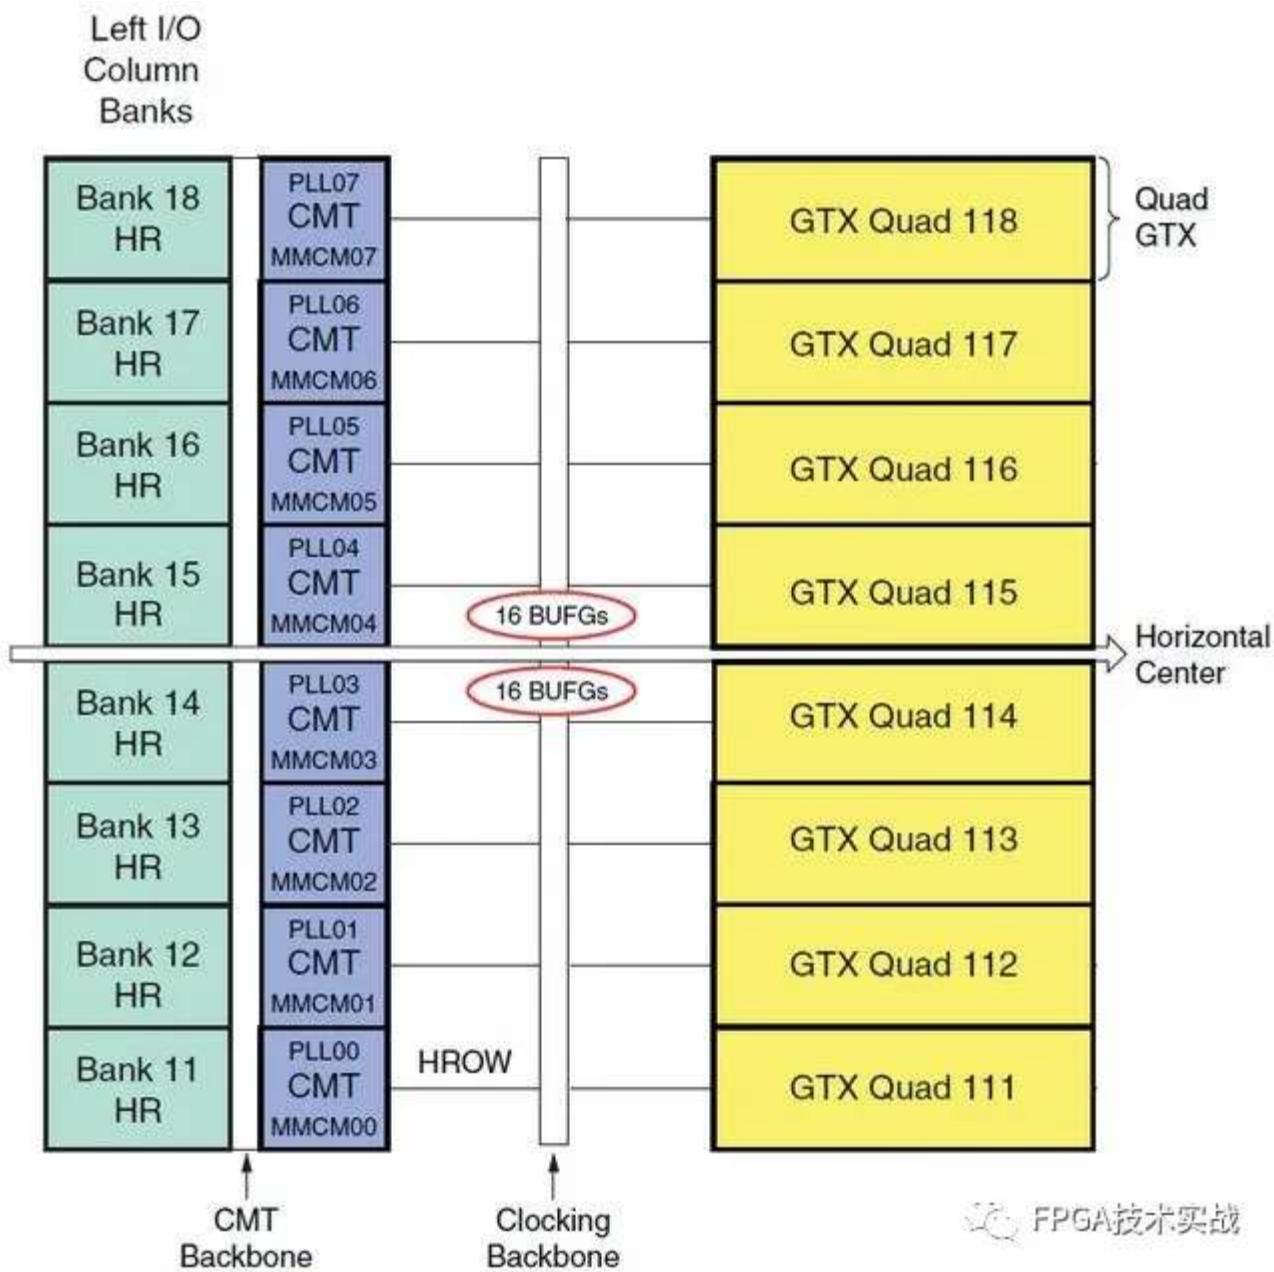 Left I/O
Column
Banks
Bank 18
HR
PLL07
CMT
MMCM07
GTX Quad 118
Quad
GTX
Bank 17
HR
PLL06
CMT
MMCM06
GTX Quad 117
Bank 16
HR
PLL05
CMT
MMCM05
GTX Quad 116
Bank 15
HR
PLL04
CMT
MMCM04
16 BUFGs
GTX Quad 115
Horizontal
Center
Bank 14
HR
PLL03
CMT
MMCM03
16 BUFGs
GTX Quad 114
Bank 13
HR
PLL02
CMT
MMCM02
GTX Quad 113
Bank 12
HR
PLL01
CMT
MMCM01
GTX Quad 112
Bank 11
HR
PLL00
CMT
MMCM00
HROW
GTX Quad 111
CMT
Backbone
Clocking
Backbone
FPGA技术实战